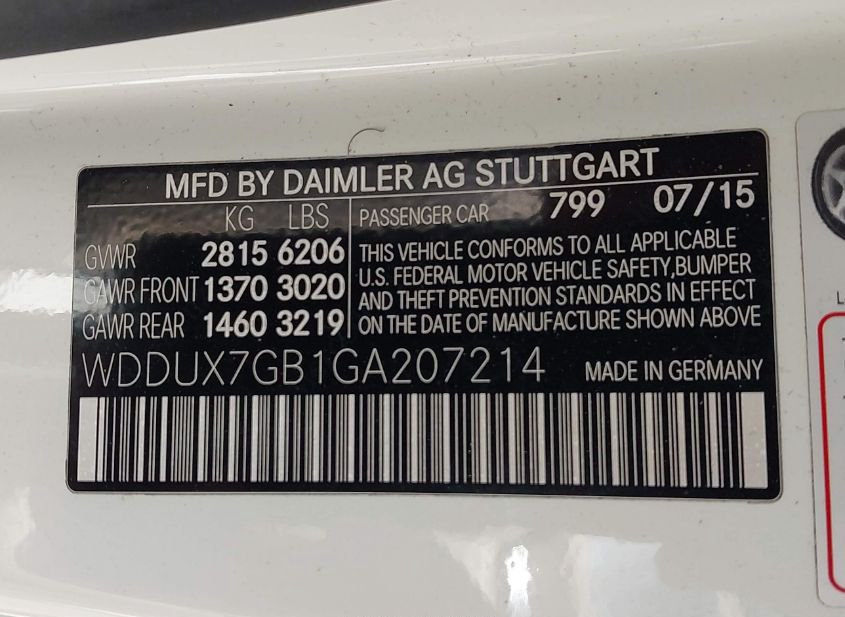 MFD BY DAIMLER AG STUTTGART
KG LBS
GVWR 2815 6206
GAWR FRONT 1370 3020
GAWR REAR 1460 3219
PASSENGER CAR 799 07/15
THIS VEHICLE CONFORMS TO ALL APPLICABLE
U.S. FEDERAL MOTOR VEHICLE SAFETY,BUMPER
AND THEFT PREVENTION STANDARDS IN EFFECT
ON THE DATE OF MANUFACTURE SHOWN ABOVE
WDDUX7GB1GA207214 MADE IN GERMANY